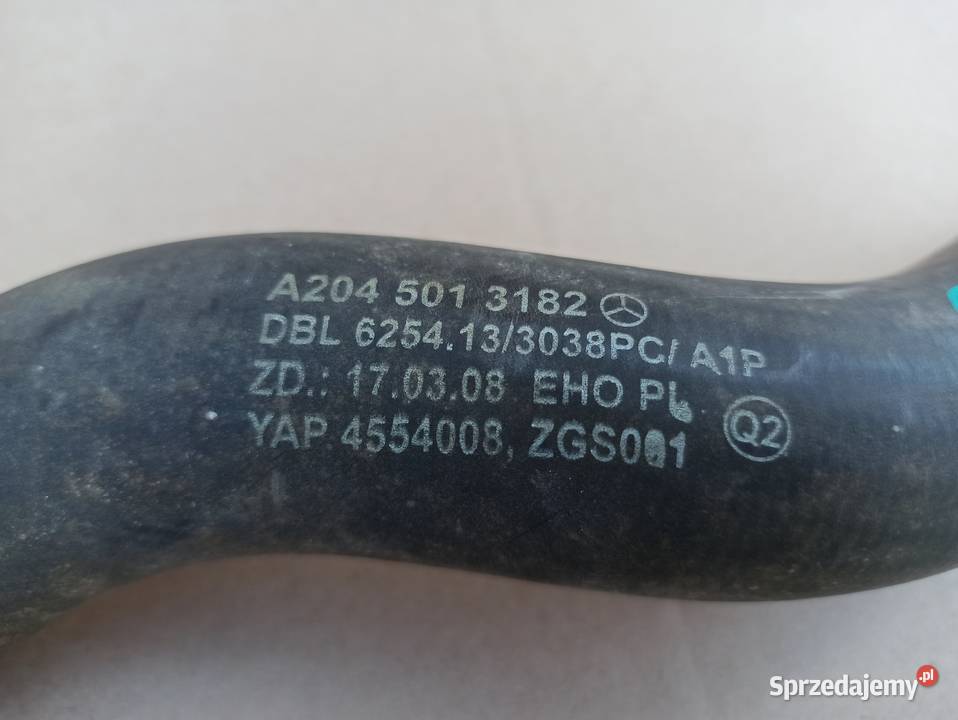 A204 501 3182
DBL 6254.13/3038PC/ A1P
ZD.: 17.03.08 EHO PL
YAP 4554008, ZGS001
Q2
Sprzedajemy.pl